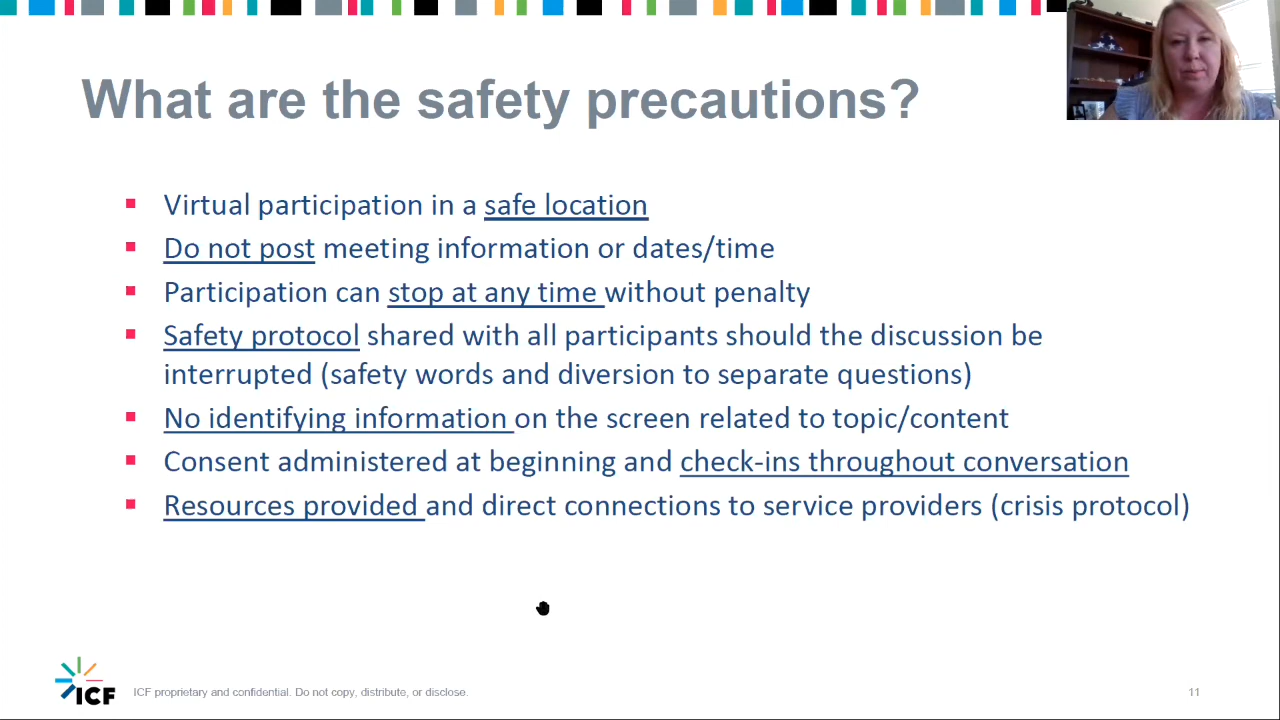 What are the safety precautions?
Virtual participation in a safe location
Do not post meeting information or dates/time
Participation can stop at any time without penalty
Safety protocol shared with all participants should the discussion be
interrupted (safety words and diversion to separate questions)
No identifying information on the screen related to topic/content
Consent administered at beginning and check-ins throughout conversation
Resources provided and direct connections to service providers (crisis protocol)
ICF
ICF proprietary and confidential. Do not copy, distribute, or disclose.
11